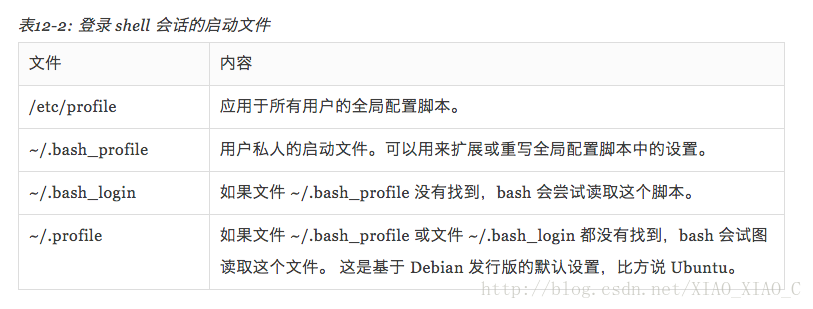 表12-2: 登录 shell 会话的启动文件
文件 内容
/etc/profile 应用于所有用户的全局配置脚本。
~/.bash_profile 用户私人的启动文件。可以用来扩展或重写全局配置脚本中的设置。
~/.bash_login 如果文件 ~/.bash_profile 没有找到，bash 会尝试读取这个脚本。
~/.profile 如果文件 ~/.bash_profile 或文件 ~/.bash_login 都没有找到，bash 会试图
读取这个文件。 这是基于 Debian 发行版的默认设置，比方说 Ubuntu。
http://blog.csdn.net/XIAO_XIAO_C